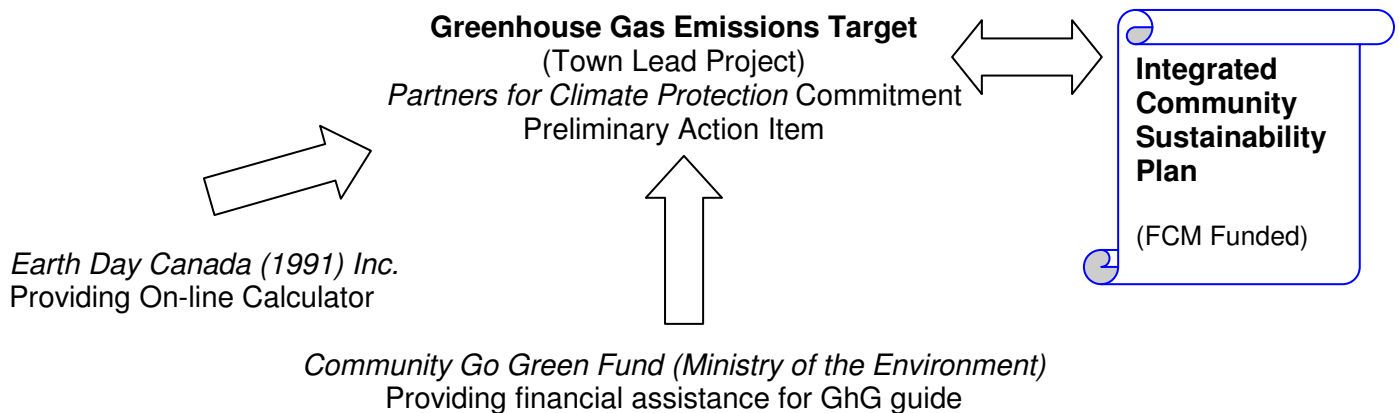 Greenhouse Gas Emissions Target
(Town Lead Project)
Partners for Climate Protection Commitment
Preliminary Action Item
Integrated
Community
Sustainability
Plan
(FCM Funded)
Earth Day Canada (1991) Inc.
Providing On-line Calculator
Community Go Green Fund (Ministry of the Environment)
Providing financial assistance for GhG guide